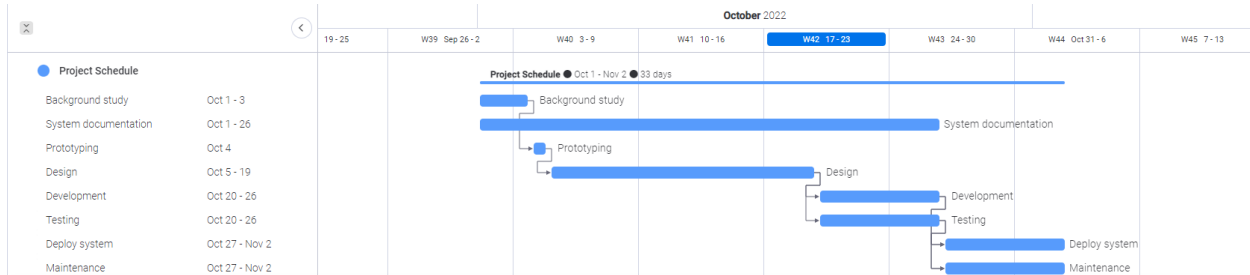 October 2022
19 - 25 W39 Sep 26 - 2 W40 3 - 9 W41 10 - 16 W42 17 - 23 W43 24 - 30 W44 Oct 31 - 6 W45 7 - 13
Project Schedule Project Schedule ● Oct 1 - Nov 2 ● 33 days
Background study Oct 1 - 3 Background study
System documentation Oct 1 - 26 System documentation
Prototyping Oct 4 Prototyping
Design Oct 5 - 19 Design
Development Oct 20 - 26 Development
Testing Oct 20 - 26 Testing
Deploy system Oct 27 - Nov 2 Deploy system
Maintenance Oct 27 - Nov 2 Maintenance